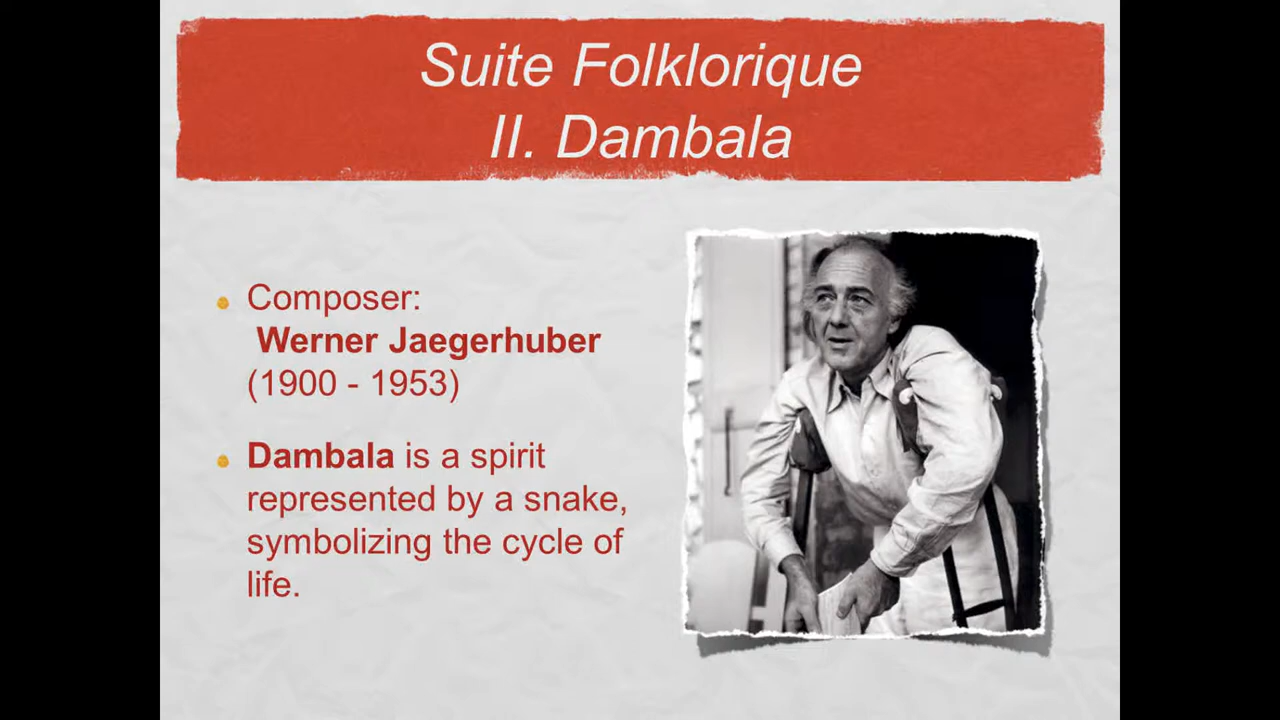 Suite Folklorique
II. Dambala
Composer:
Werner Jaegerhuber
(1900 - 1953)
Dambala is a spirit
represented by a snake,
symbolizing the cycle of
life.